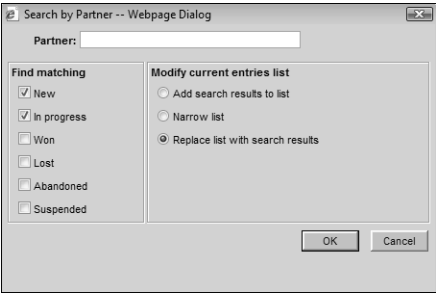 Search by Partner -- Webpage Dialog
Partner:
Find matching
New
In progress
Won
Lost
Abandoned
Suspended
Modify current entries list
Add search results to list
Narrow list
Replace list with search results
OK
Cancel